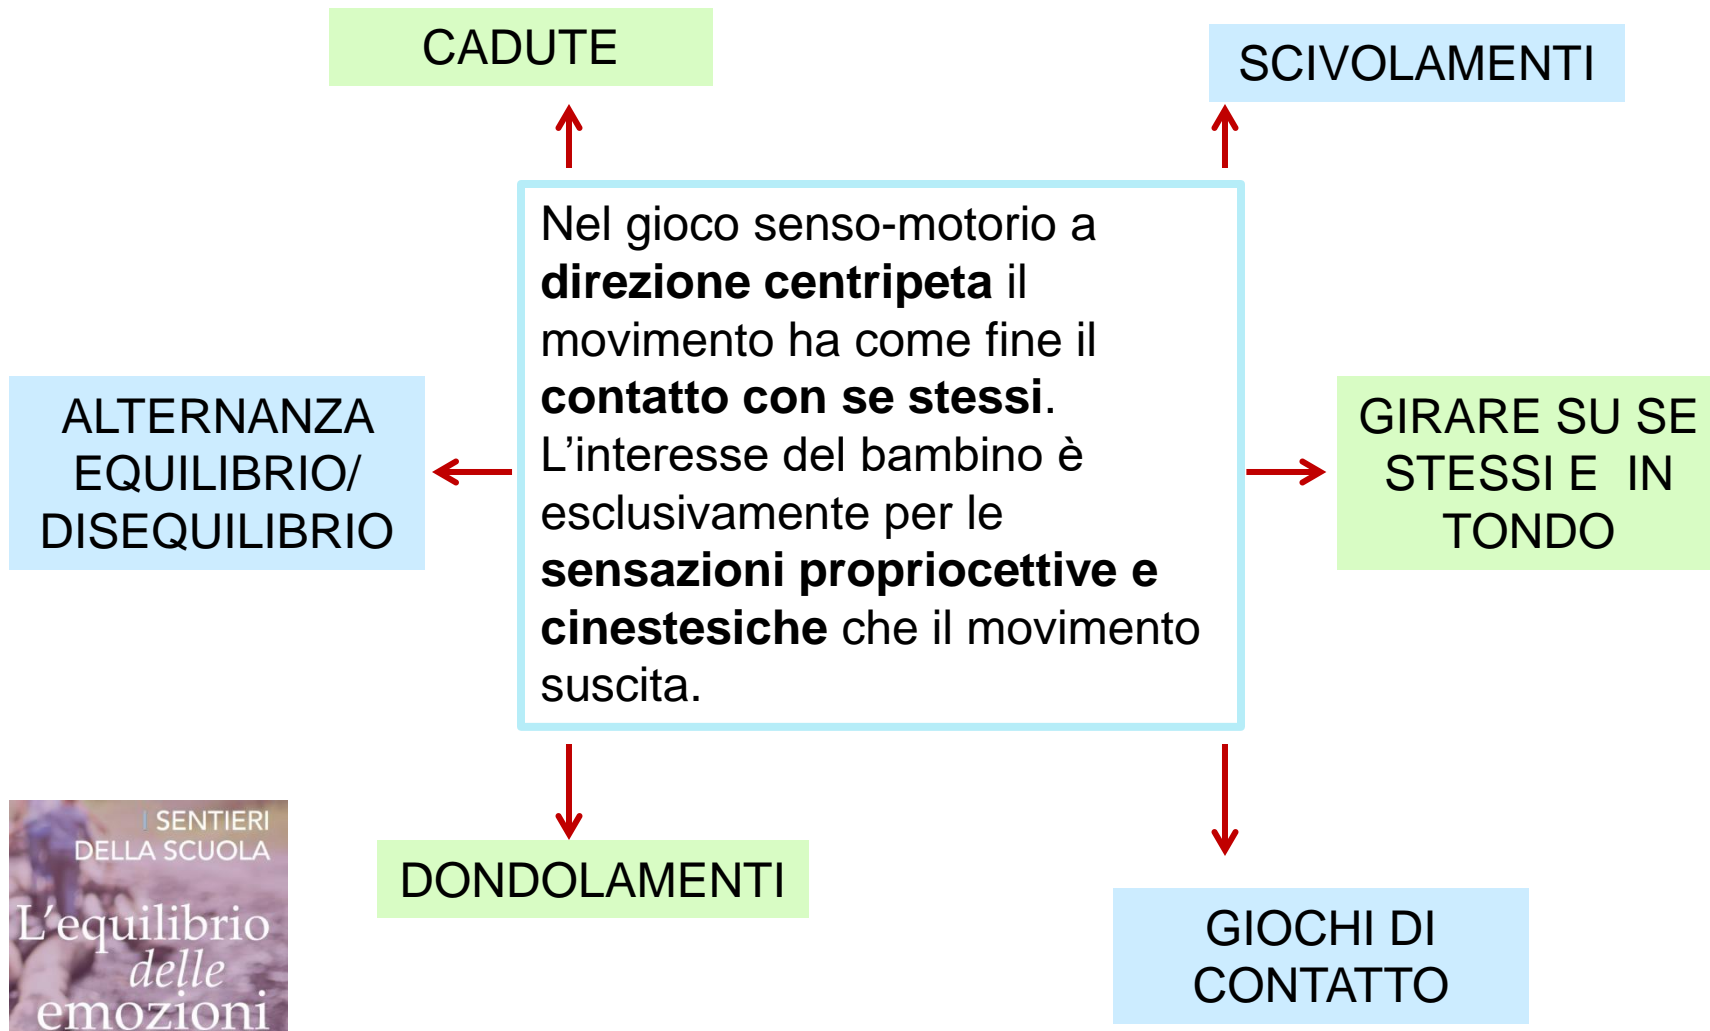 CADUTE
SCIVOLAMENTI
Nel gioco senso-motorio a
direzione centripeta il
movimento ha come fine il
contatto con se stessi.
L’interesse del bambino è
esclusivamente per le
sensazioni propriocettive e
cinestesiche che il movimento
suscita.
ALTERNANZA
EQUILIBRIO/
DISEQUILIBRIO
GIRARE SU SE
STESSI E  IN
TONDO
DONDOLAMENTI
GIOCHI DI
CONTATTO
I SENTIERI
DELLA SCUOLA
L’equilibrio
delle
emozioni